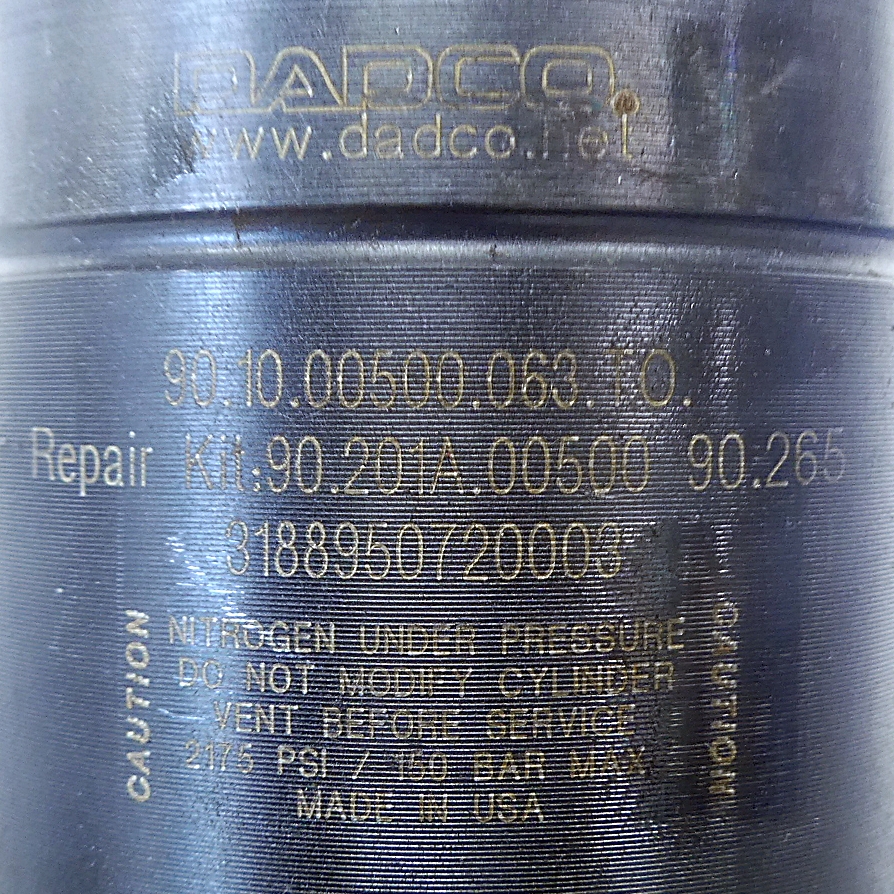 DADCO.
www.dadco.net
90.10.00500.063.TO.
Repair Kit:90.201A.00500 90.265
3188950720003
CAUTION
NITROGEN UNDER PRESSURE
DO NOT MODIFY CYLINDER
VENT BEFORE SERVICE
2175 PSI / 150 BAR MAX
MADE IN USA
CAUTION